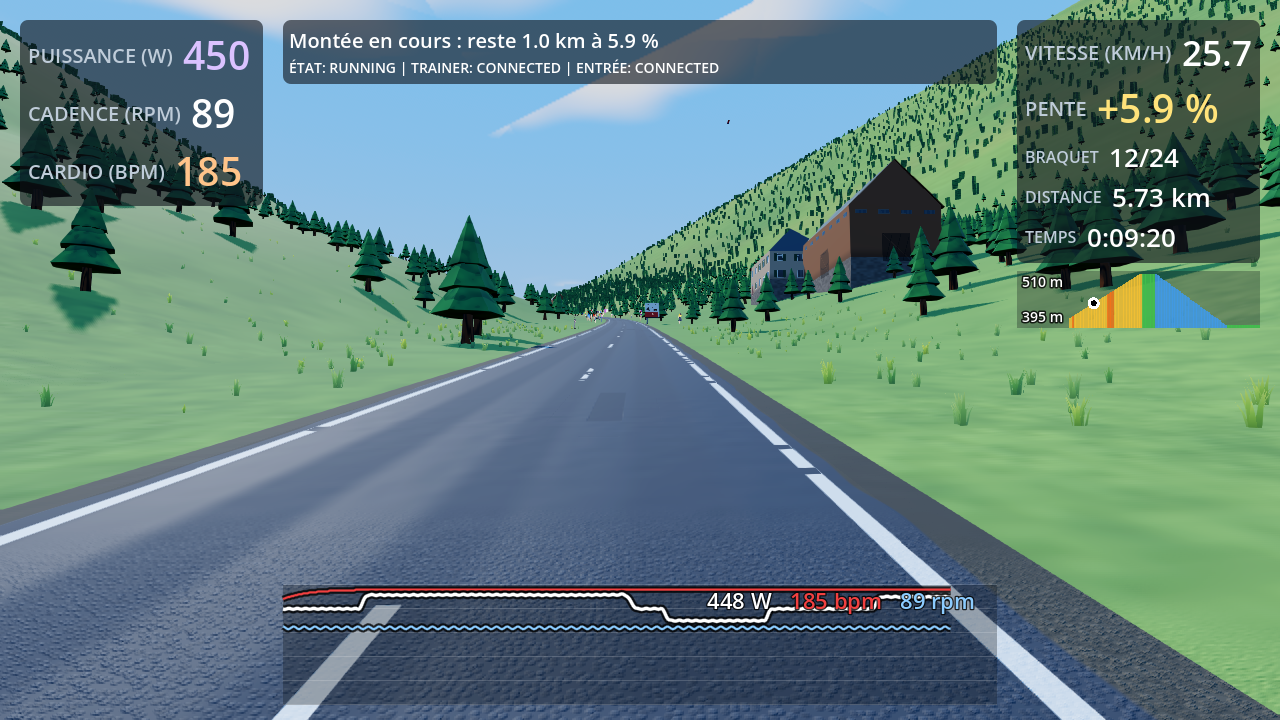 PUISSANCE (W) 450
CADENCE (RPM) 89
CARDIO (BPM) 185
Montée en cours : reste 1.0 km à 5.9 %
ÉTAT: RUNNING | TRAINER: CONNECTED | ENTRÉE: CONNECTED
VITESSE (KM/H) 25.7
PENTE +5.9 %
BRAQUET 12/24
DISTANCE 5.73 km
TEMPS 0:09:20
510 m
395 m
448 W 185 bpm 89 rpm